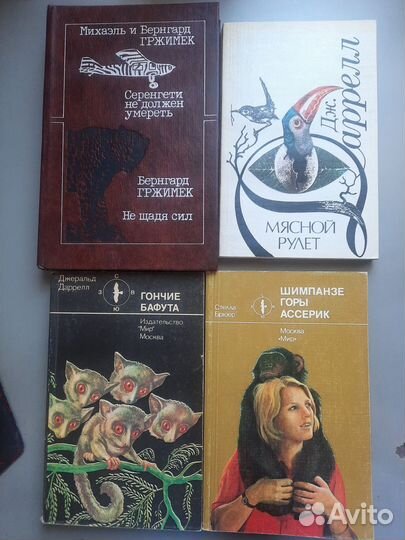 Михаэль и Бернгард
ГРЖИМЕК
Серенгети
не должен
умереть
Бернгард
ГРЖИМЕК
Не щадя сил
Дж.
Даррелл
МЯСНОЙ
РУЛЕТ
Джеральд
Даррелл
С
З В
Ю
ГОНЧИЕ
БАФУТА
Издательство
"Мир"
Москва
Стелла
Брюер
ШИМПАНЗЕ
ГОРЫ
АССЕРИК
Москва
«Мир»
Avito